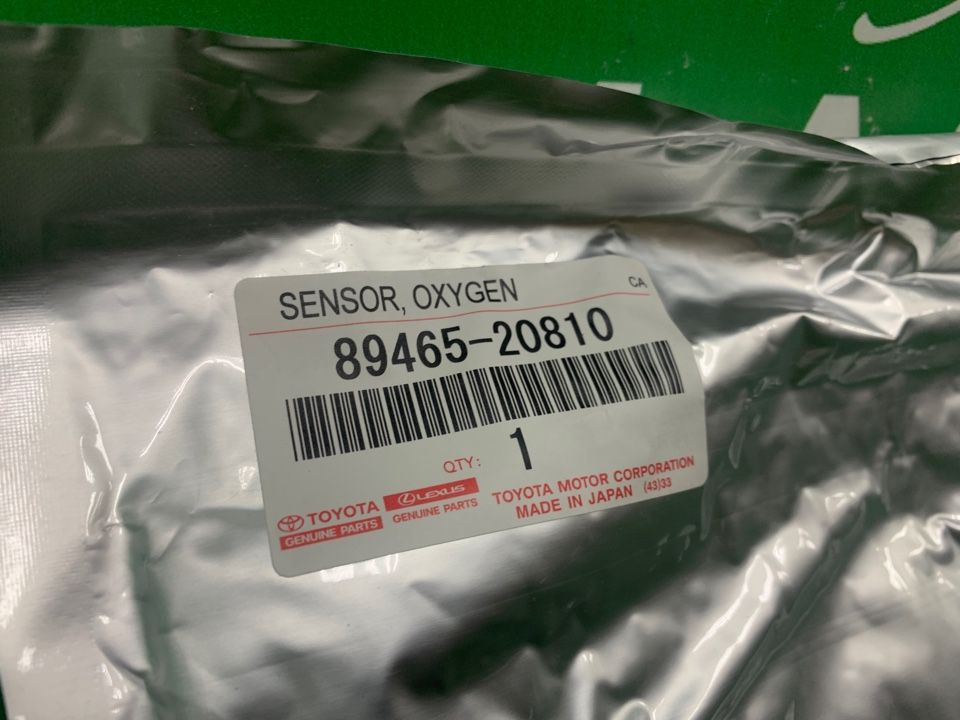 SENSOR, OXYGEN
CA
89465-20810
QTY: 1
TOYOTA
GENUINE PARTS
LEXUS
GENUINE PARTS
TOYOTA MOTOR CORPORATION
MADE IN JAPAN (43)33